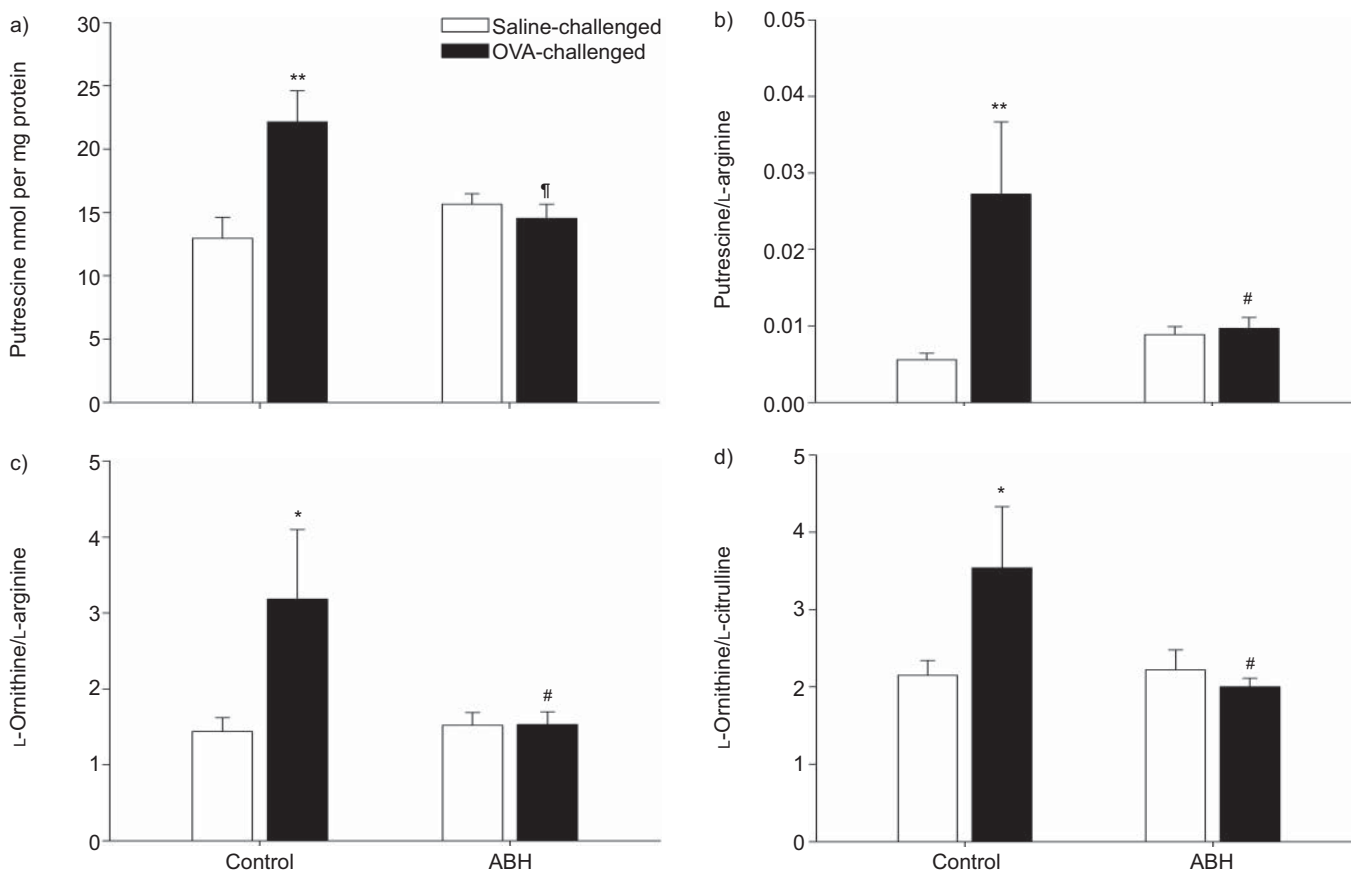 a)
Putrescine nmol per mg protein
30
25
20
15
10
5
0
Saline-challenged
OVA-challenged
**
¶
b)
Putrescine/L-arginine
0.05
0.04
0.03
0.02
0.01
0.00
**
#
c)
L-Ornithine/L-arginine
5
4
3
2
1
0
*
#
Control
ABH
d)
L-Ornithine/L-citrulline
5
4
3
2
1
0
*
#
Control
ABH